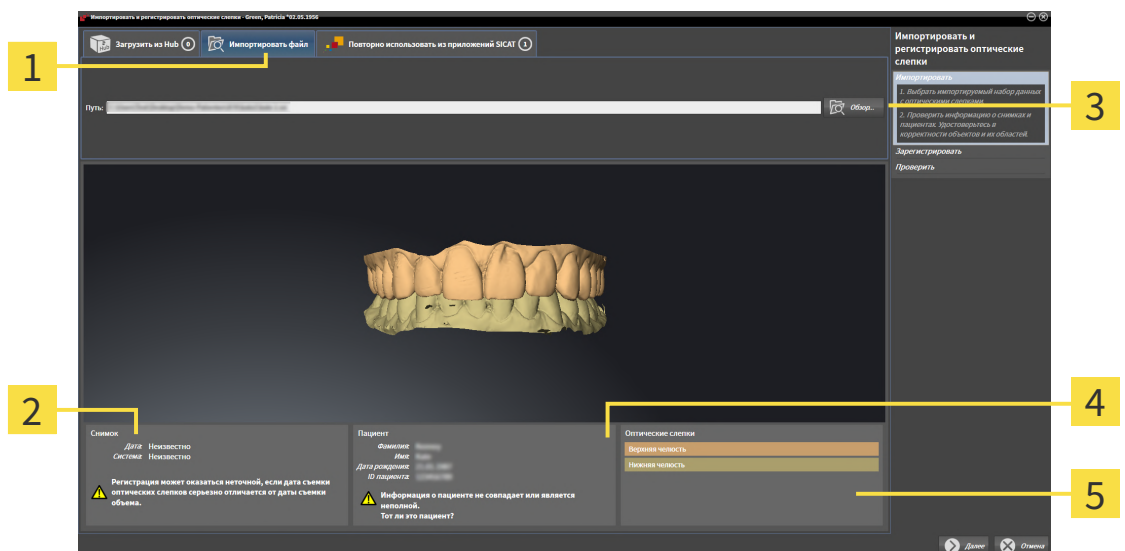 Импортировать и регистрировать оптические слепки - Green, Patricia *02.05.1956
Загрузить из Hub 0
Импортировать файл
Повторно использовать из приложений SICAT 1
1
Путь:
Обзор...
3
Импортировать и
регистрировать оптические
слепки
Импортировать
1. Выбрать импортируемый набор данных
с оптическими слепками.
2. Проверить информацию о снимках и
пациентах. Удостоверьтесь в
корректности объектов и их областей.
Зарегистрировать
Проверить
2
Снимок
Дата: Неизвестно
Система: Неизвестно
Регистрация может оказаться неточной, если дата съемки
оптических слепков серьезно отличается от даты съемки
объема.
Пациент
Фамилия:
Имя:
Дата рождения:
ID пациента:
Информация о пациенте не совпадает или является
неполной.
Тот ли это пациент?
4
Оптические слепки
Верхняя челюсть
Нижняя челюсть
5
Далее
Отмена